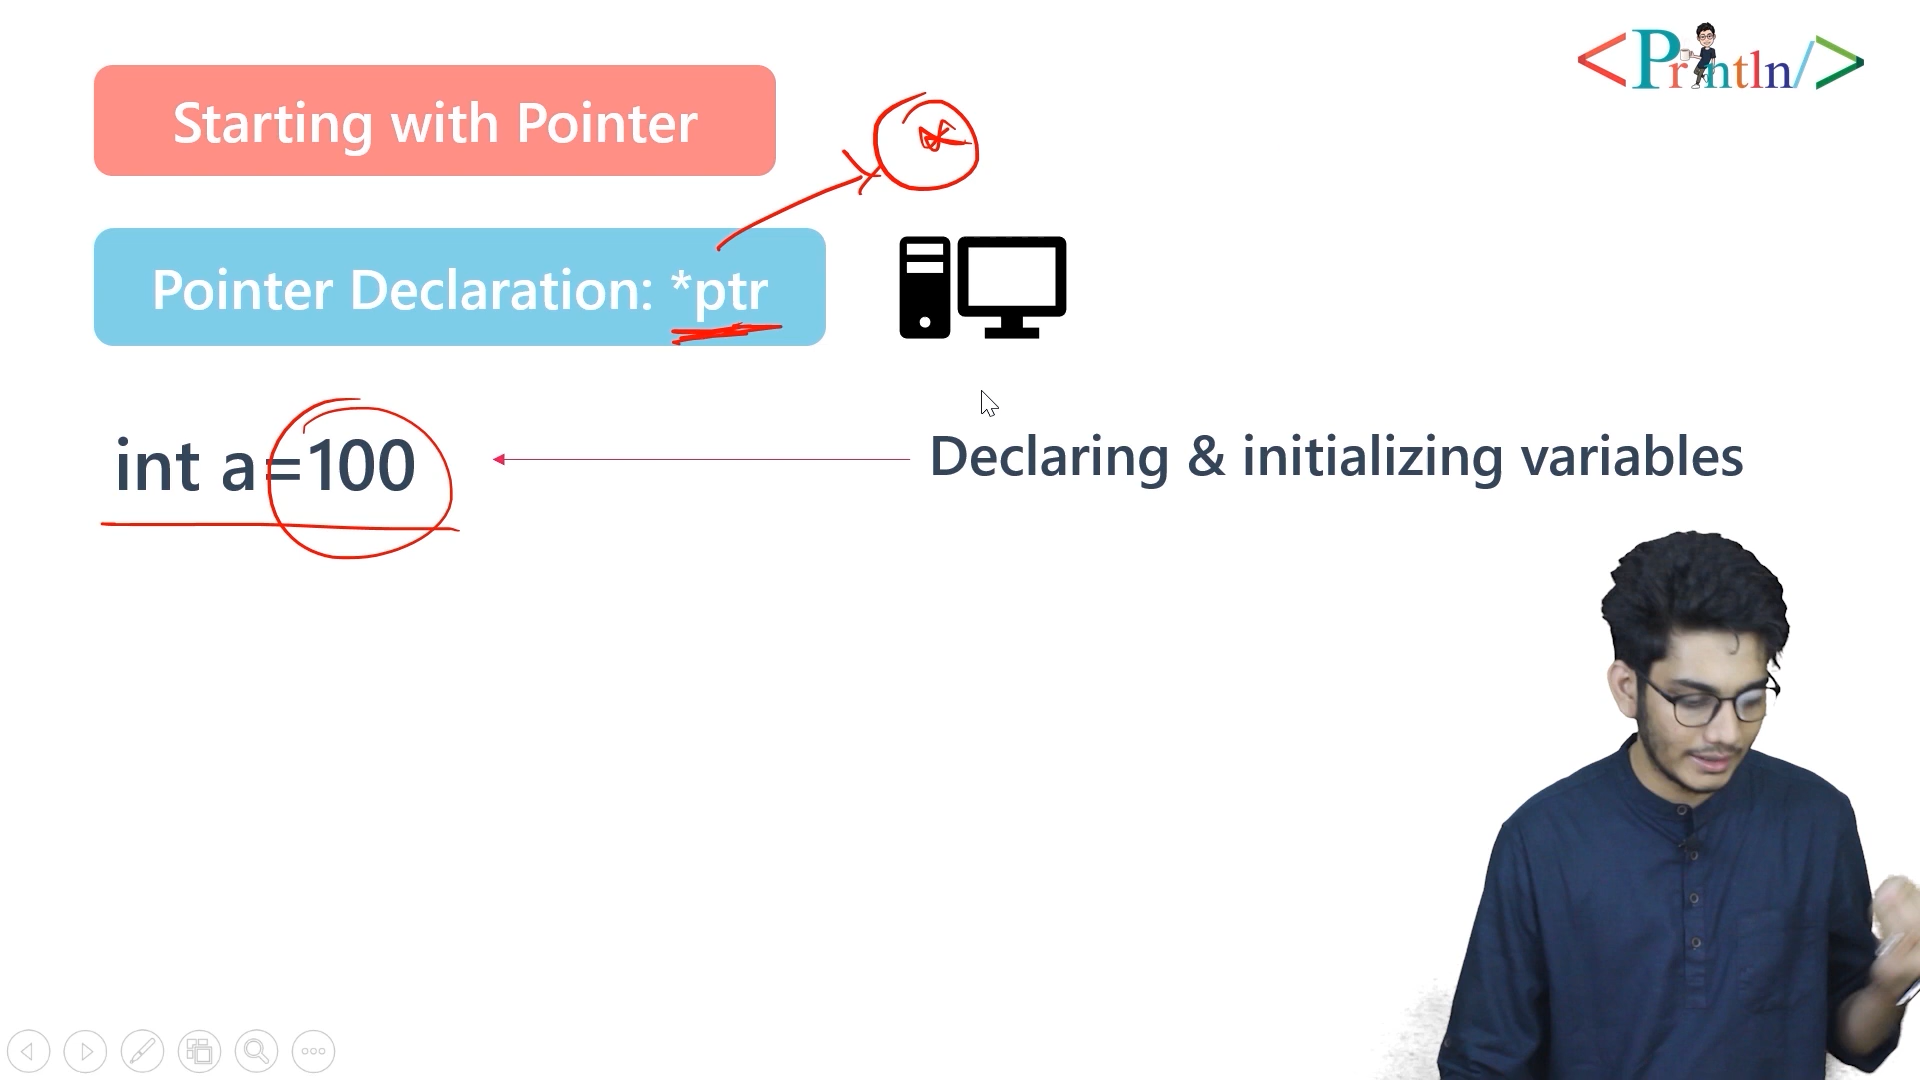 <Println/>
Starting with Pointer
*
Pointer Declaration: *ptr
int a=100
Declaring & initializing variables